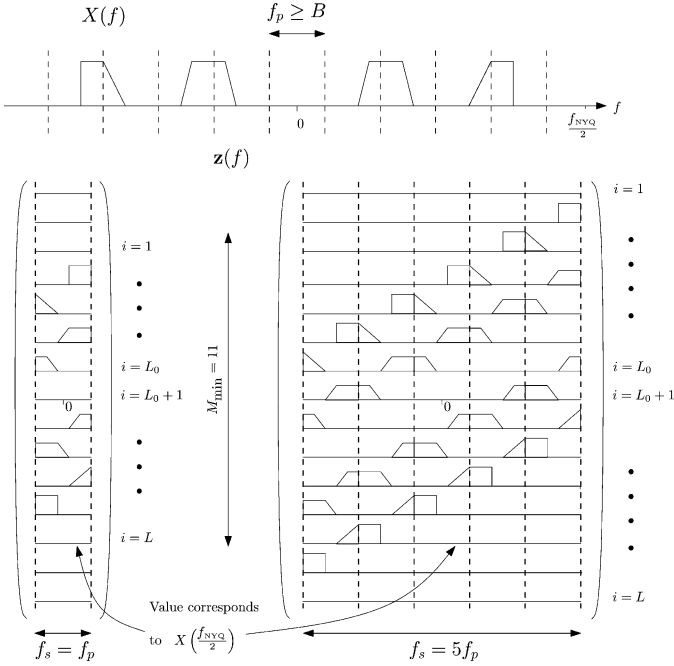 X(f)
f_p ≥ B
f
0
f_NYQ/2
z(f)
i = 1
i = 1
M_min = 11
i = L_0
i = L_0
i = L_0 + 1
i = L_0 + 1
0
0
i = L
i = L
Value corresponds
to X(f_NYQ/2)
f_s = f_p
f_s = 5f_p